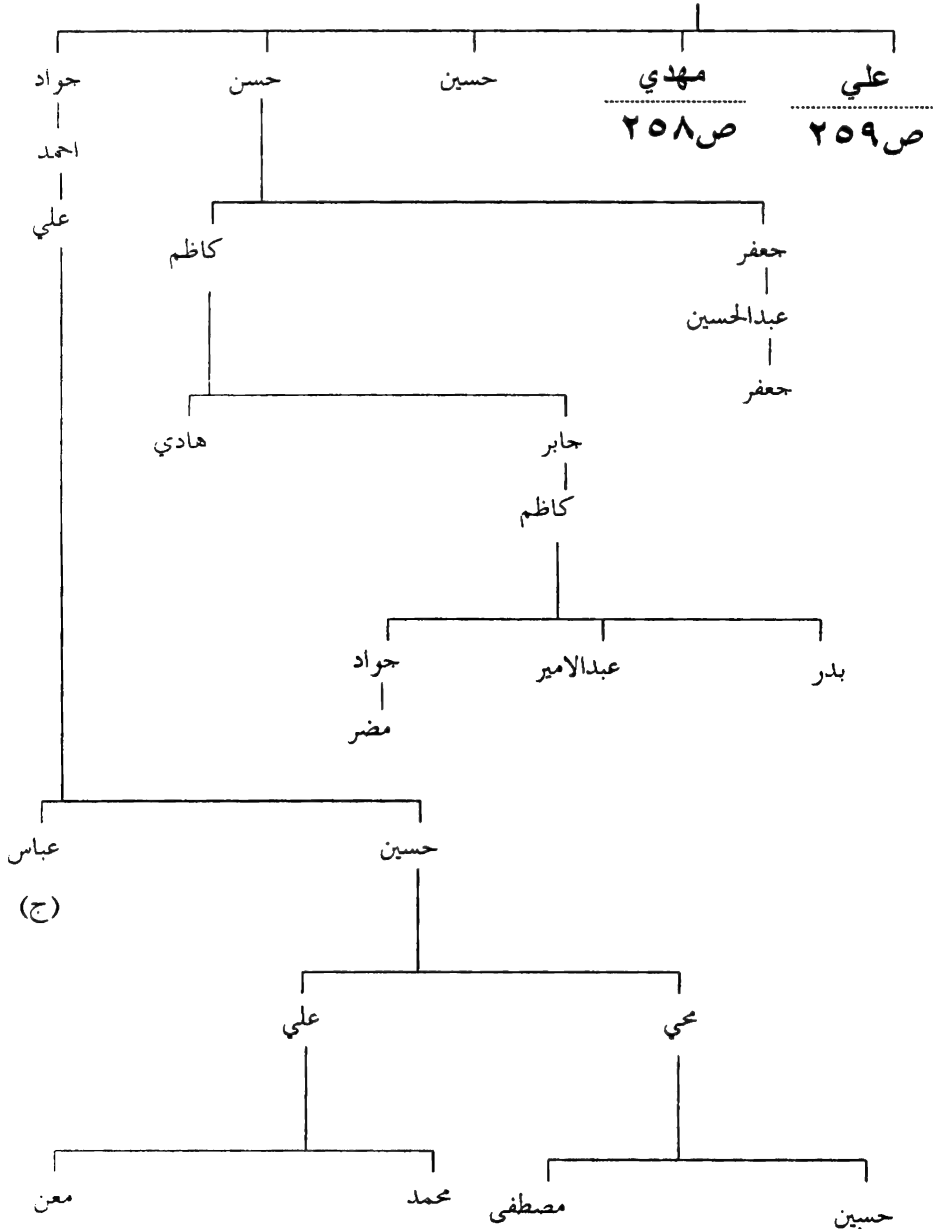 علي مهدي حسين حسن جواد
ص٢٥٩ ص٢٥٨
احمد
علي
جعفر كاظم
عبدالحسين
جعفر
جابر هادي
كاظم
بدر عبدالامير جواد
مضر
حسين عباس
(ج)
محي علي
حسين مصطفى محمد معن